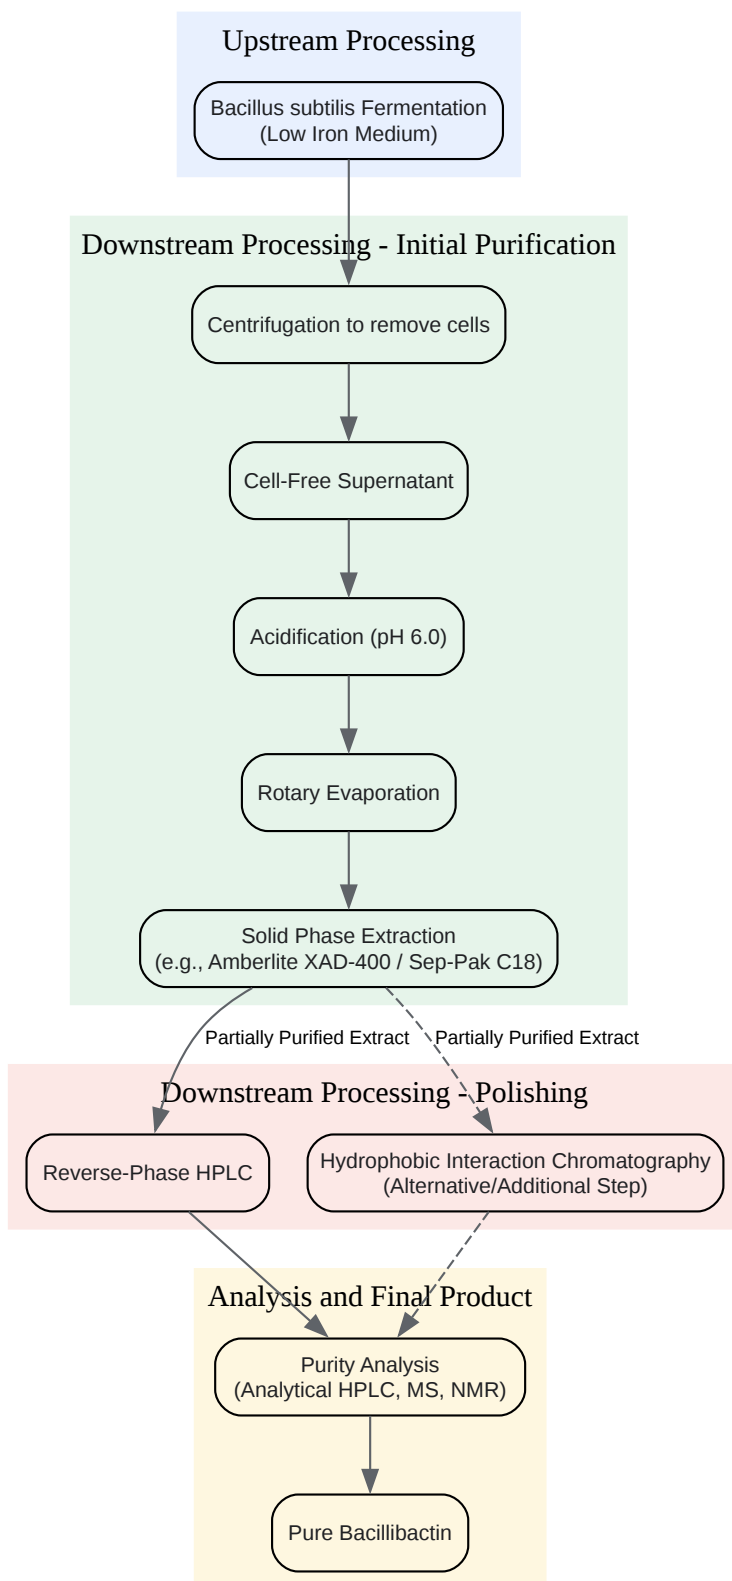 Upstream Processing
Bacillus subtilis Fermentation
(Low Iron Medium)
Downstream Processing - Initial Purification
Centrifugation to remove cells
Cell-Free Supernatant
Acidification (pH 6.0)
Rotary Evaporation
Solid Phase Extraction
(e.g., Amberlite XAD-400 / Sep-Pak C18)
Partially Purified Extract
Partially Purified Extract
Downstream Processing - Polishing
Reverse-Phase HPLC
Hydrophobic Interaction Chromatography
(Alternative/Additional Step)
Analysis and Final Product
Purity Analysis
(Analytical HPLC, MS, NMR)
Pure Bacillibactin